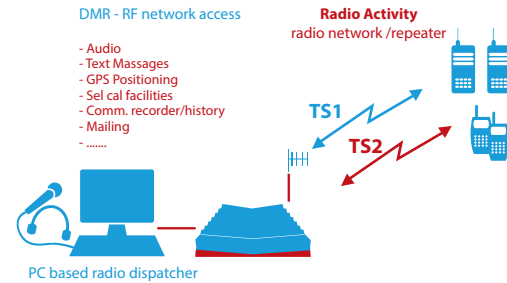 DMR - RF network access
- Audio
- Text Massages
- GPS Positioning
- Sel cal facilities
- Comm. recorder/history
- Mailing
- .......
Radio Activity
radio network /repeater
TS1
TS2
PC based radio dispatcher